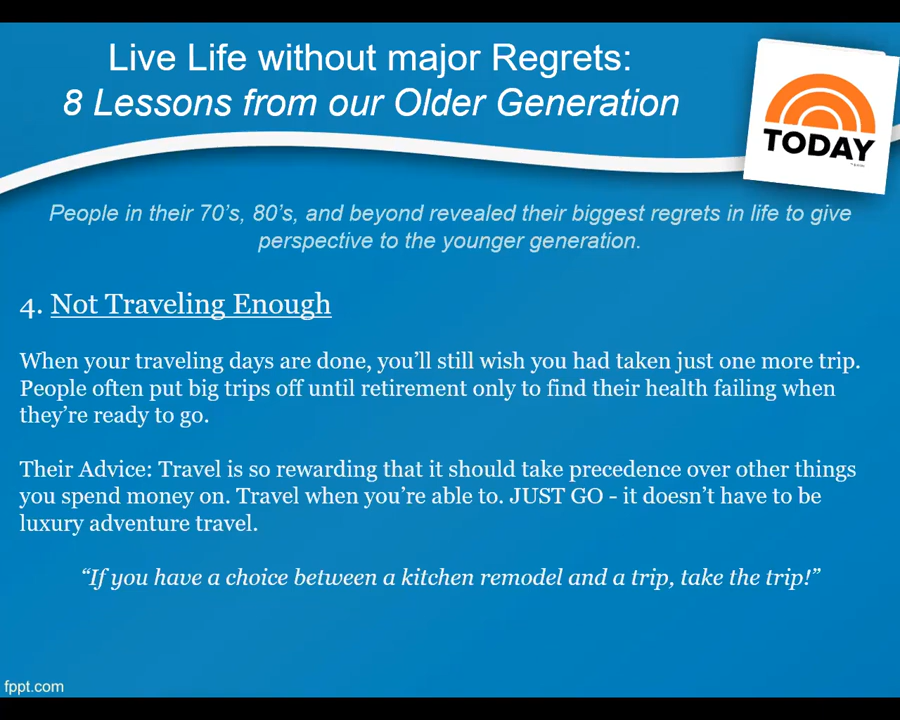 Live Life without major Regrets:
8 Lessons from our Older Generation
TODAY
People in their 70’s, 80’s, and beyond revealed their biggest regrets in life to give
perspective to the younger generation.
4. Not Traveling Enough
When your traveling days are done, you’ll still wish you had taken just one more trip.
People often put big trips off until retirement only to find their health failing when
they’re ready to go.
Their Advice: Travel is so rewarding that it should take precedence over other things
you spend money on. Travel when you’re able to. JUST GO - it doesn’t have to be
luxury adventure travel.
“If you have a choice between a kitchen remodel and a trip, take the trip!”
fppt.com